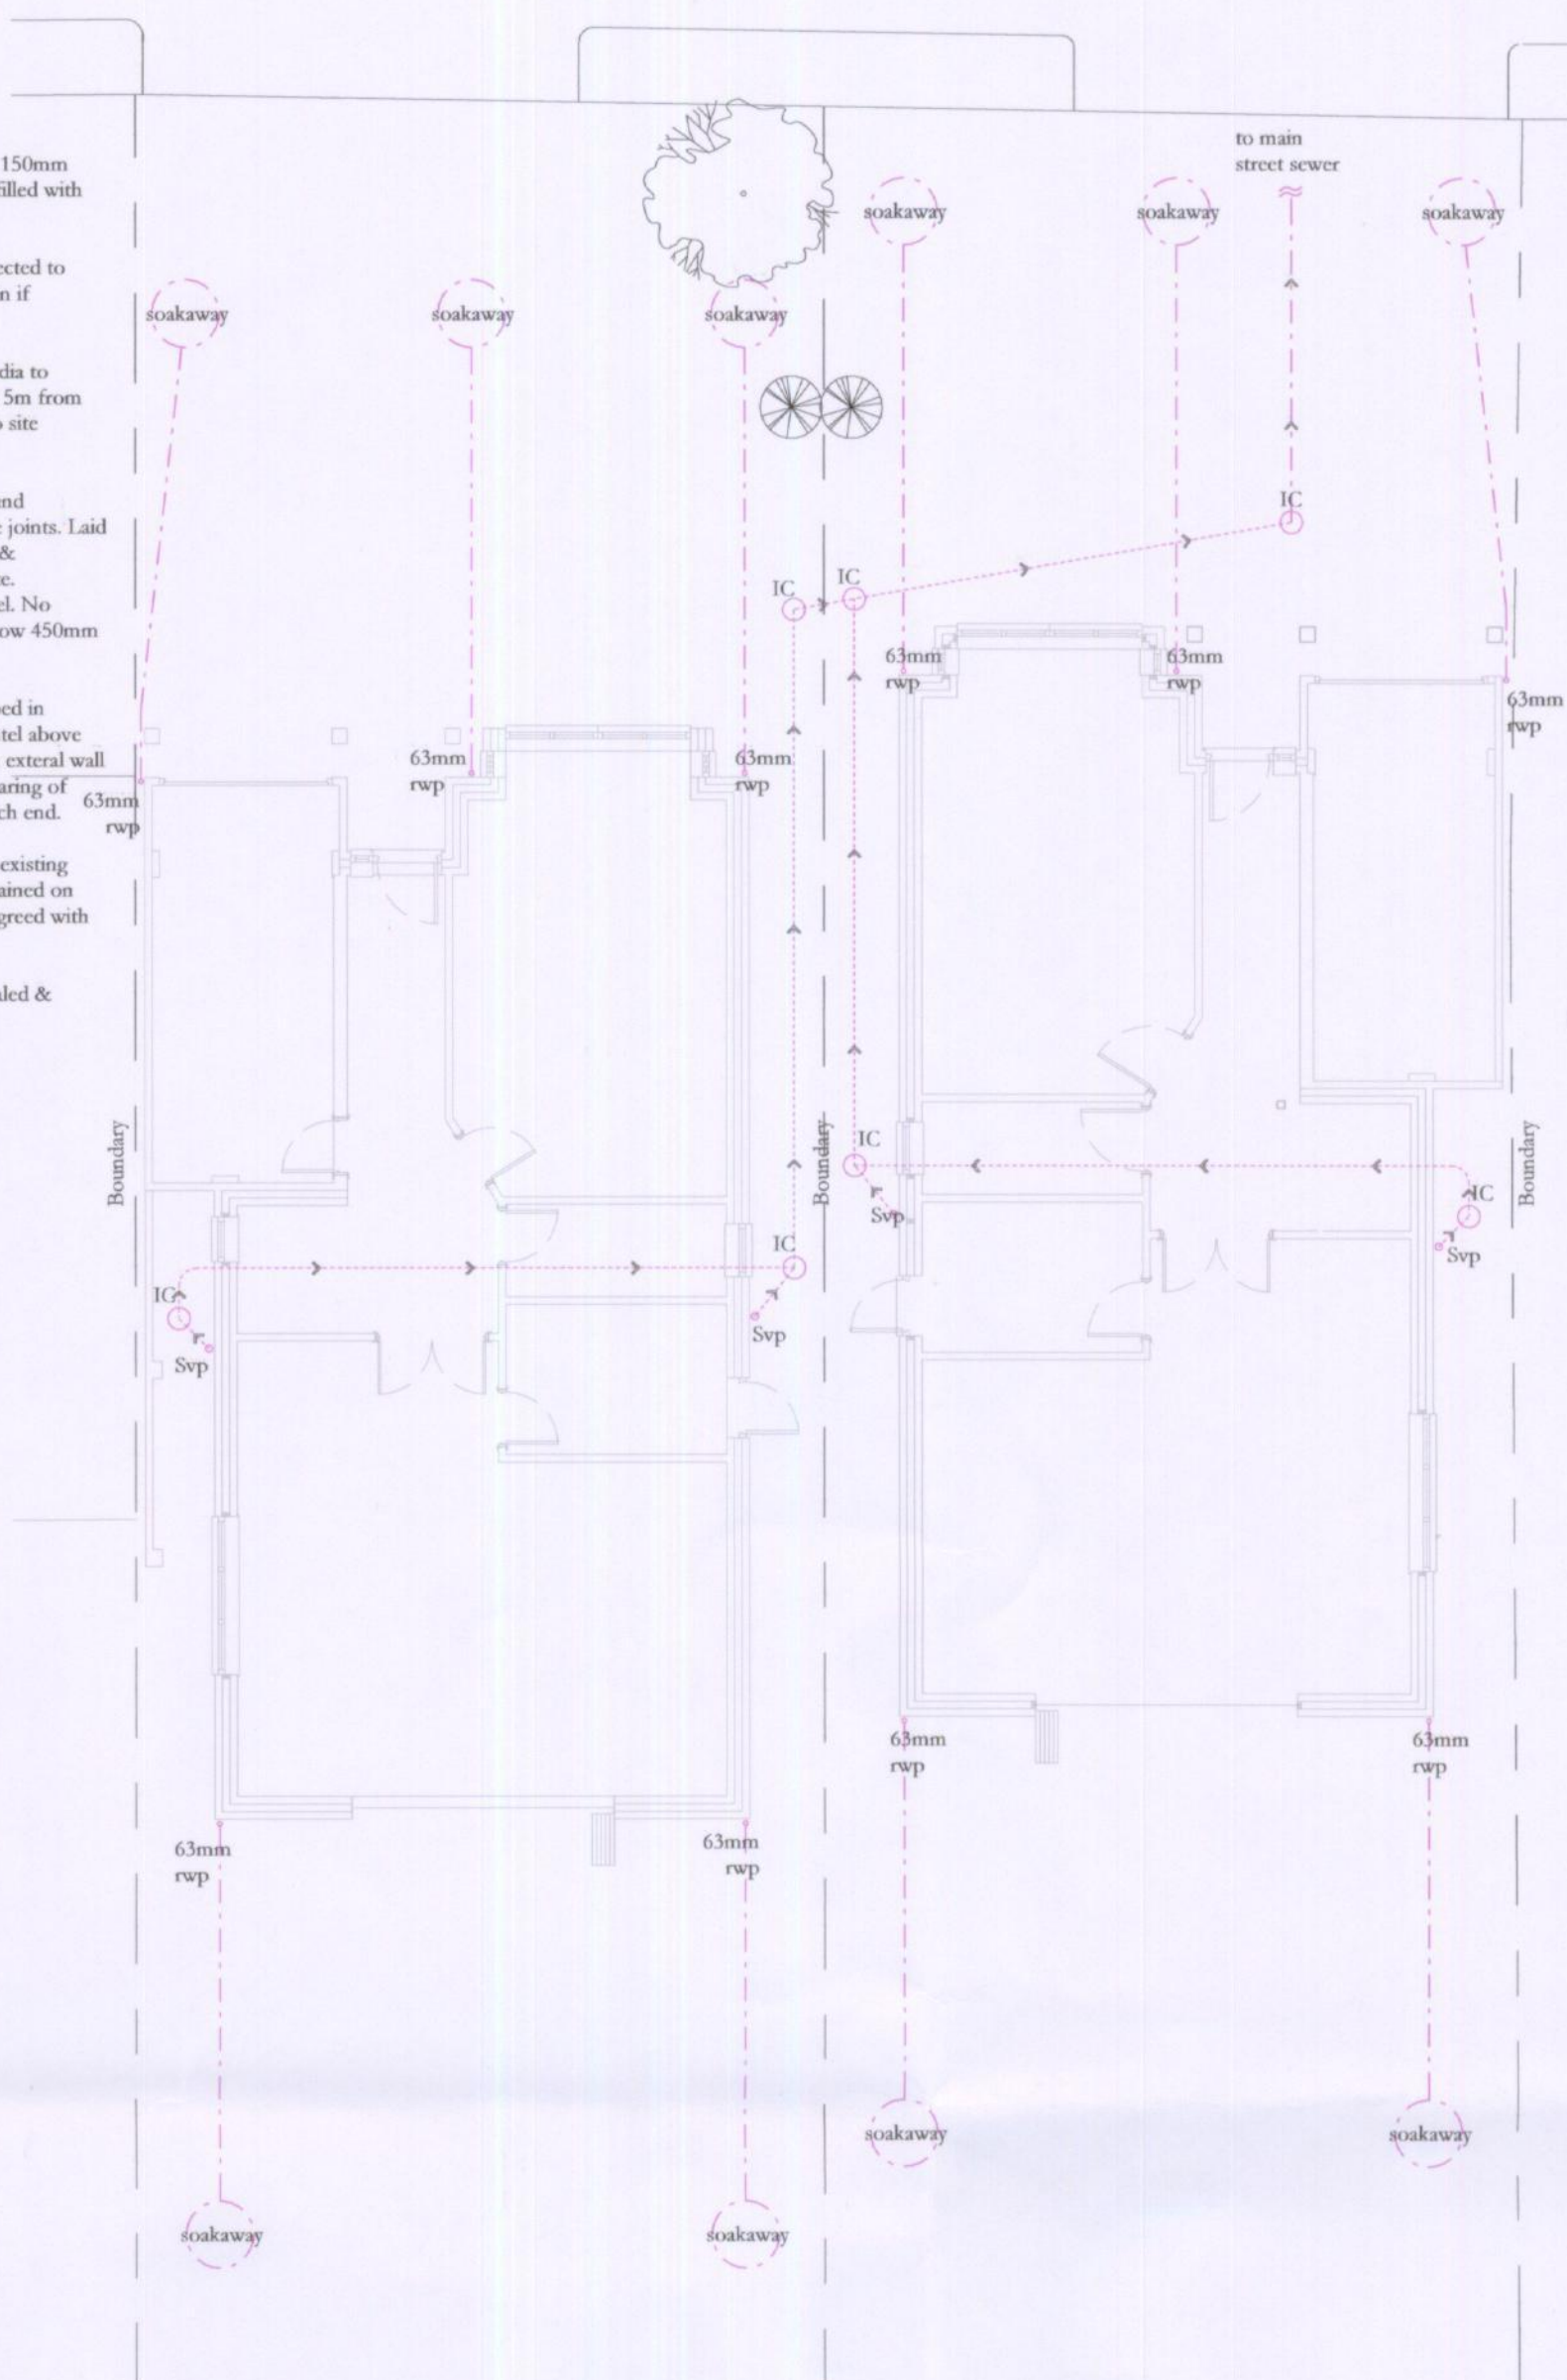 150mm
filled with
ected to
n if
dia to
5m from
site
end
joints. Laid
&
te.
el. No
low 450mm
ed in
tel above
exteral wall
aring of
ch end.
existing
ained on
greed with
aled &
to main
street sewer
soakaway
soakaway
soakaway
soakaway
soakaway
soakaway
IC
IC
IC
63mm
rwp
63mm
rwp
63mm
rwp
63mm
rwp
63mm
rwp
63mm
rwp
Boundary
Boundary
Boundary
IC
Svp
IC
Svp
IC
Svp
IC
Svp
63mm
rwp
63mm
rwp
63mm
rwp
63mm
rwp
soakaway
soakaway
soakaway
soakaway